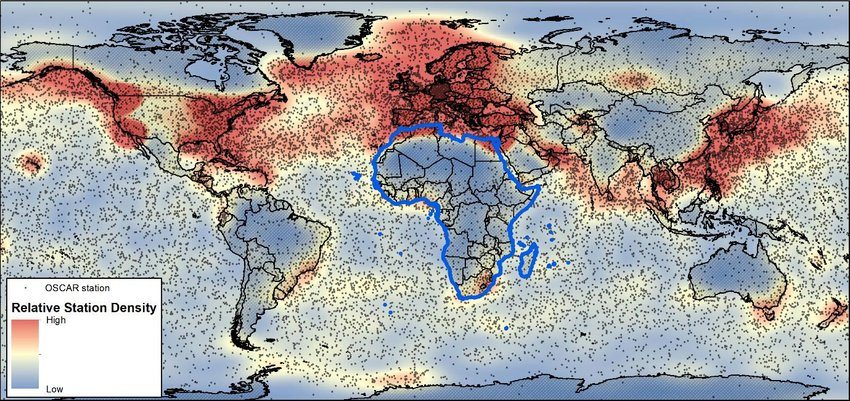 OSCAR station
Relative Station Density
High
Low